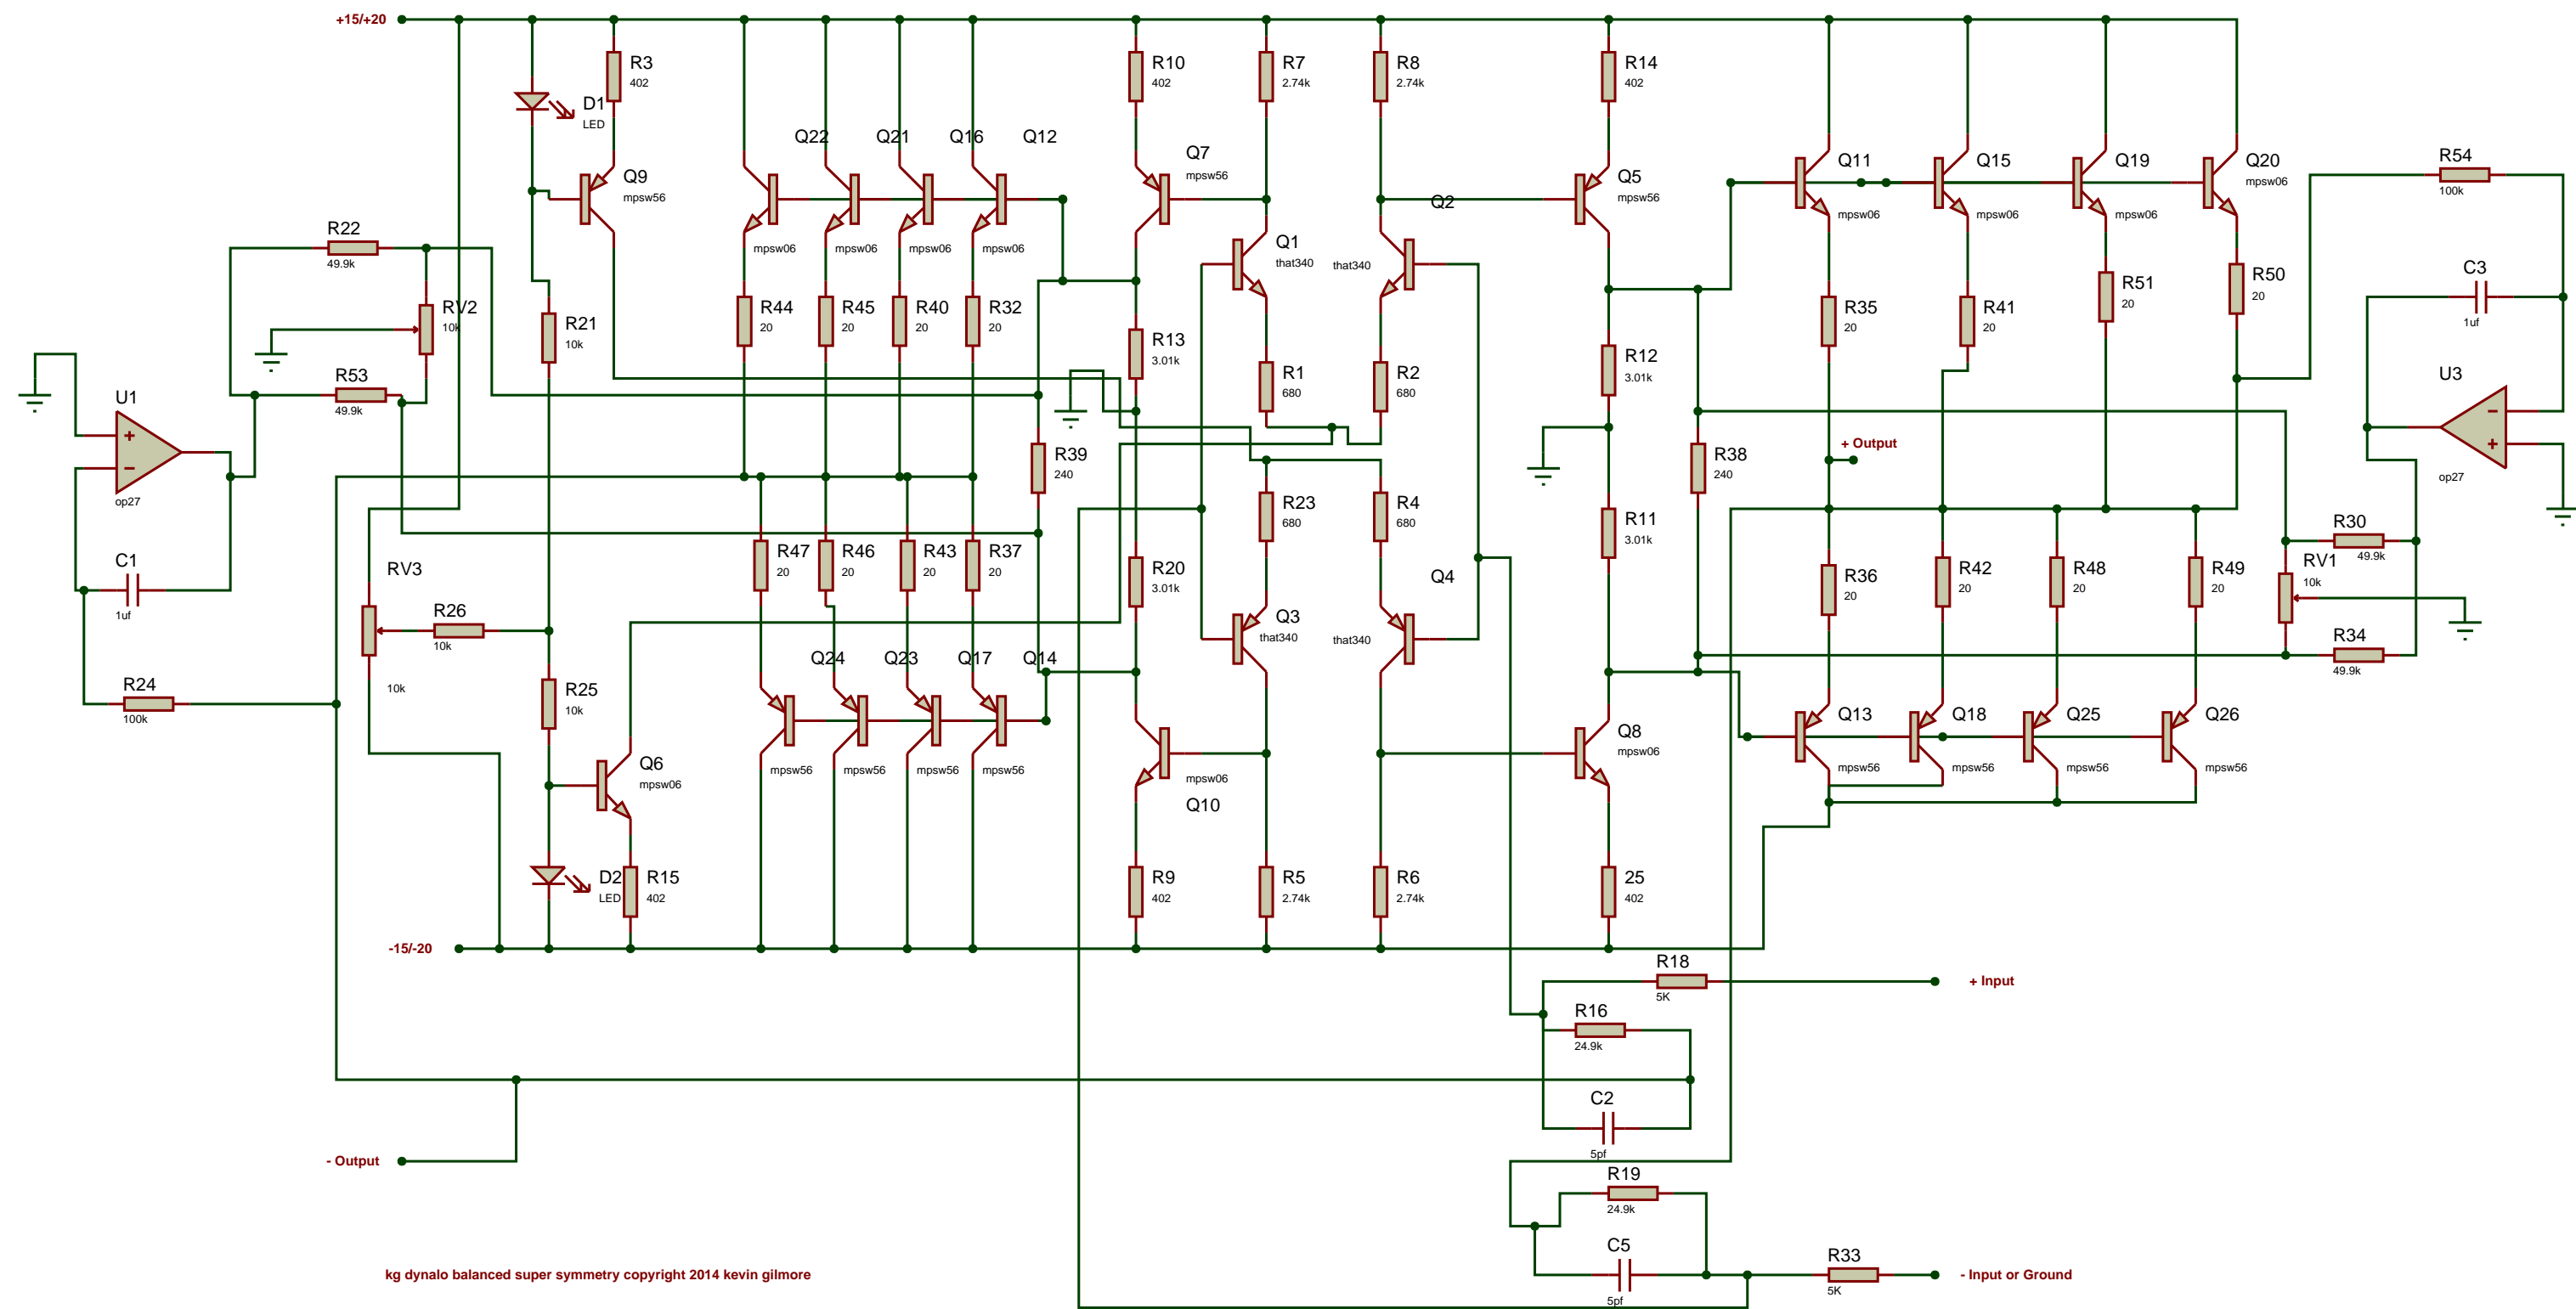 +15/+20
R3
402
D1
LED
Q9
mpsw56
Q22
mpsw06
Q21
mpsw06
Q16
mpsw06
Q12
mpsw06
R10
402
Q7
mpsw56
R7
2.74k
R8
2.74k
R14
402
Q5
mpsw56
Q2
that340
Q1
that340
Q11
mpsw06
Q15
mpsw06
Q19
mpsw06
Q20
mpsw06
R54
100k
C3
1uf
U3
op27
R22
49.9k
RV2
10k
R53
49.9k
R21
10k
R44
20
R45
20
R40
20
R32
20
R13
3.01k
R1
680
R2
680
R12
3.01k
R35
20
R41
20
R51
20
R50
20
U1
op27
C1
1uf
R24
100k
RV3
10k
R26
10k
R39
240
R38
240
+ Output
R23
680
R4
680
R11
3.01k
R47
20
R46
20
R43
20
R37
20
R20
3.01k
Q3
that340
Q4
that340
R36
20
R42
20
R48
20
R49
20
R30
49.9k
RV1
10k
R34
49.9k
R25
10k
Q6
mpsw06
Q24
mpsw56
Q23
mpsw56
Q17
mpsw56
Q14
mpsw56
mpsw06
Q10
Q8
mpsw06
Q13
mpsw56
Q18
mpsw56
Q25
mpsw56
Q26
mpsw56
D2
LED
R15
402
R9
402
R5
2.74k
R6
2.74k
25
402
-15/-20
R18
5K
+ Input
R16
24.9k
C2
5pf
- Output
R19
24.9k
C5
5pf
R33
5K
- Input or Ground
kg dynalo balanced super symmetry copyright 2014 kevin gilmore